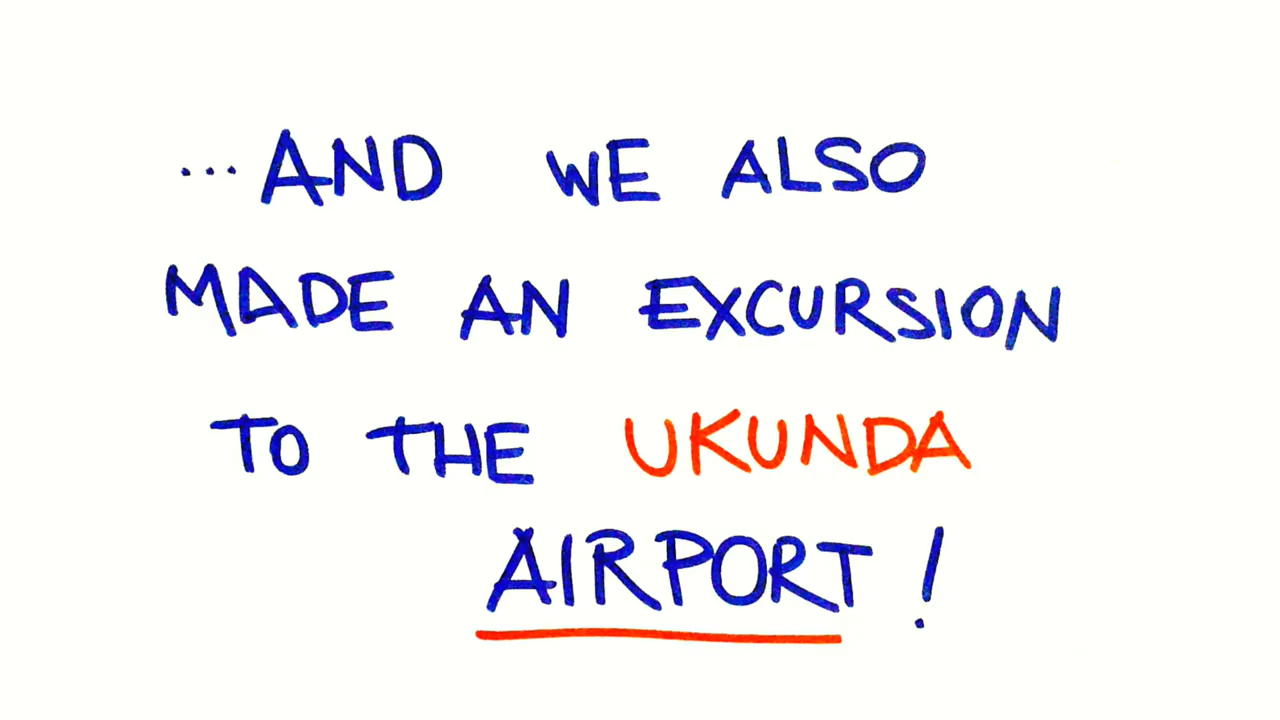 ...AND WE ALSO
MADE AN EXCURSION
TO THE UKUNDA
AIRPORT!